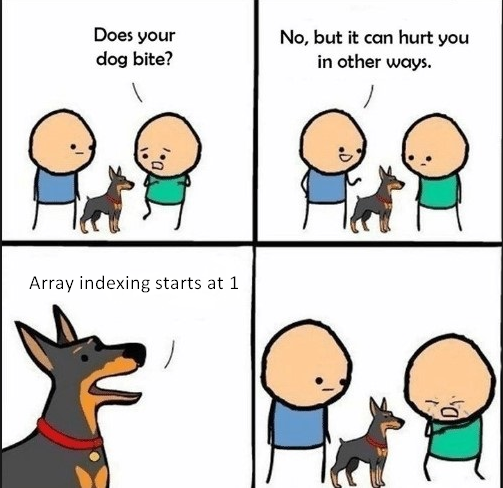 Does your
dog bite?
No, but it can hurt you
in other ways.
Array indexing starts at 1